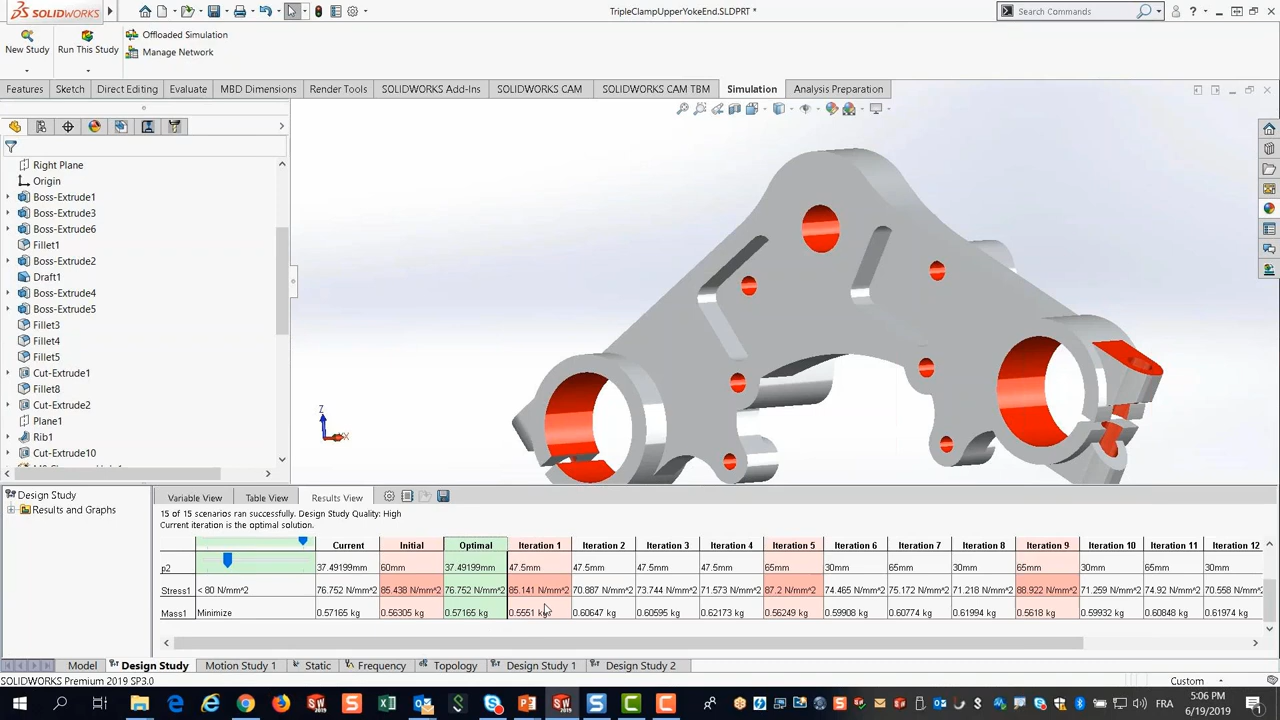 SOLIDWORKS
TripleClampUpperYokeEnd.SLDPRT *
Search Commands
New Study
Run This Study
Offloaded Simulation
Manage Network
Features Sketch Direct Editing Evaluate MBD Dimensions Render Tools SOLIDWORKS Add-Ins SOLIDWORKS CAM SOLIDWORKS CAM TBM Simulation Analysis Preparation
Right Plane
Origin
Boss-Extrude1
Boss-Extrude3
Boss-Extrude6
Fillet1
Boss-Extrude2
Draft1
Boss-Extrude4
Boss-Extrude5
Fillet3
Fillet4
Fillet5
Cut-Extrude1
Fillet8
Cut-Extrude2
Plane1
Rib1
Cut-Extrude10
Z
X
Design Study
Results and Graphs
Variable View Table View Results View
15 of 15 scenarios ran successfully. Design Study Quality: High
Current iteration is the optimal solution.
Current Initial Optimal Iteration 1 Iteration 2 Iteration 3 Iteration 4 Iteration 5 Iteration 6 Iteration 7 Iteration 8 Iteration 9 Iteration 10 Iteration 11 Iteration 12
p2 37.49199mm 60mm 37.49199mm 47.5mm 47.5mm 47.5mm 47.5mm 65mm 30mm 30mm 30mm 65mm 30mm 30mm 30mm
Stress1 < 80 N/mm^2 76.752 N/mm^2 85.438 N/mm^2 76.752 N/mm^2 85.141 N/mm^2 70.887 N/mm^2 73.744 N/mm^2 71.573 N/mm^2 87.2 N/mm^2 74.465 N/mm^2 75.172 N/mm^2 71.218 N/mm^2 88.922 N/mm^2 71.259 N/mm^2 74.92 N/mm^2 70.558 N/mm^2
Mass1 Minimize 0.57165 kg 0.56305 kg 0.57165 kg 0.5551 kg 0.60647 kg 0.60595 kg 0.62173 kg 0.56249 kg 0.59908 kg 0.60774 kg 0.61994 kg 0.5618 kg 0.59932 kg 0.60848 kg 0.61974 kg
Model Design Study Motion Study 1 Static Frequency Topology Design Study 1 Design Study 2
SOLIDWORKS Premium 2019 SP3.0
Custom
FRA
5:06 PM
6/19/2019